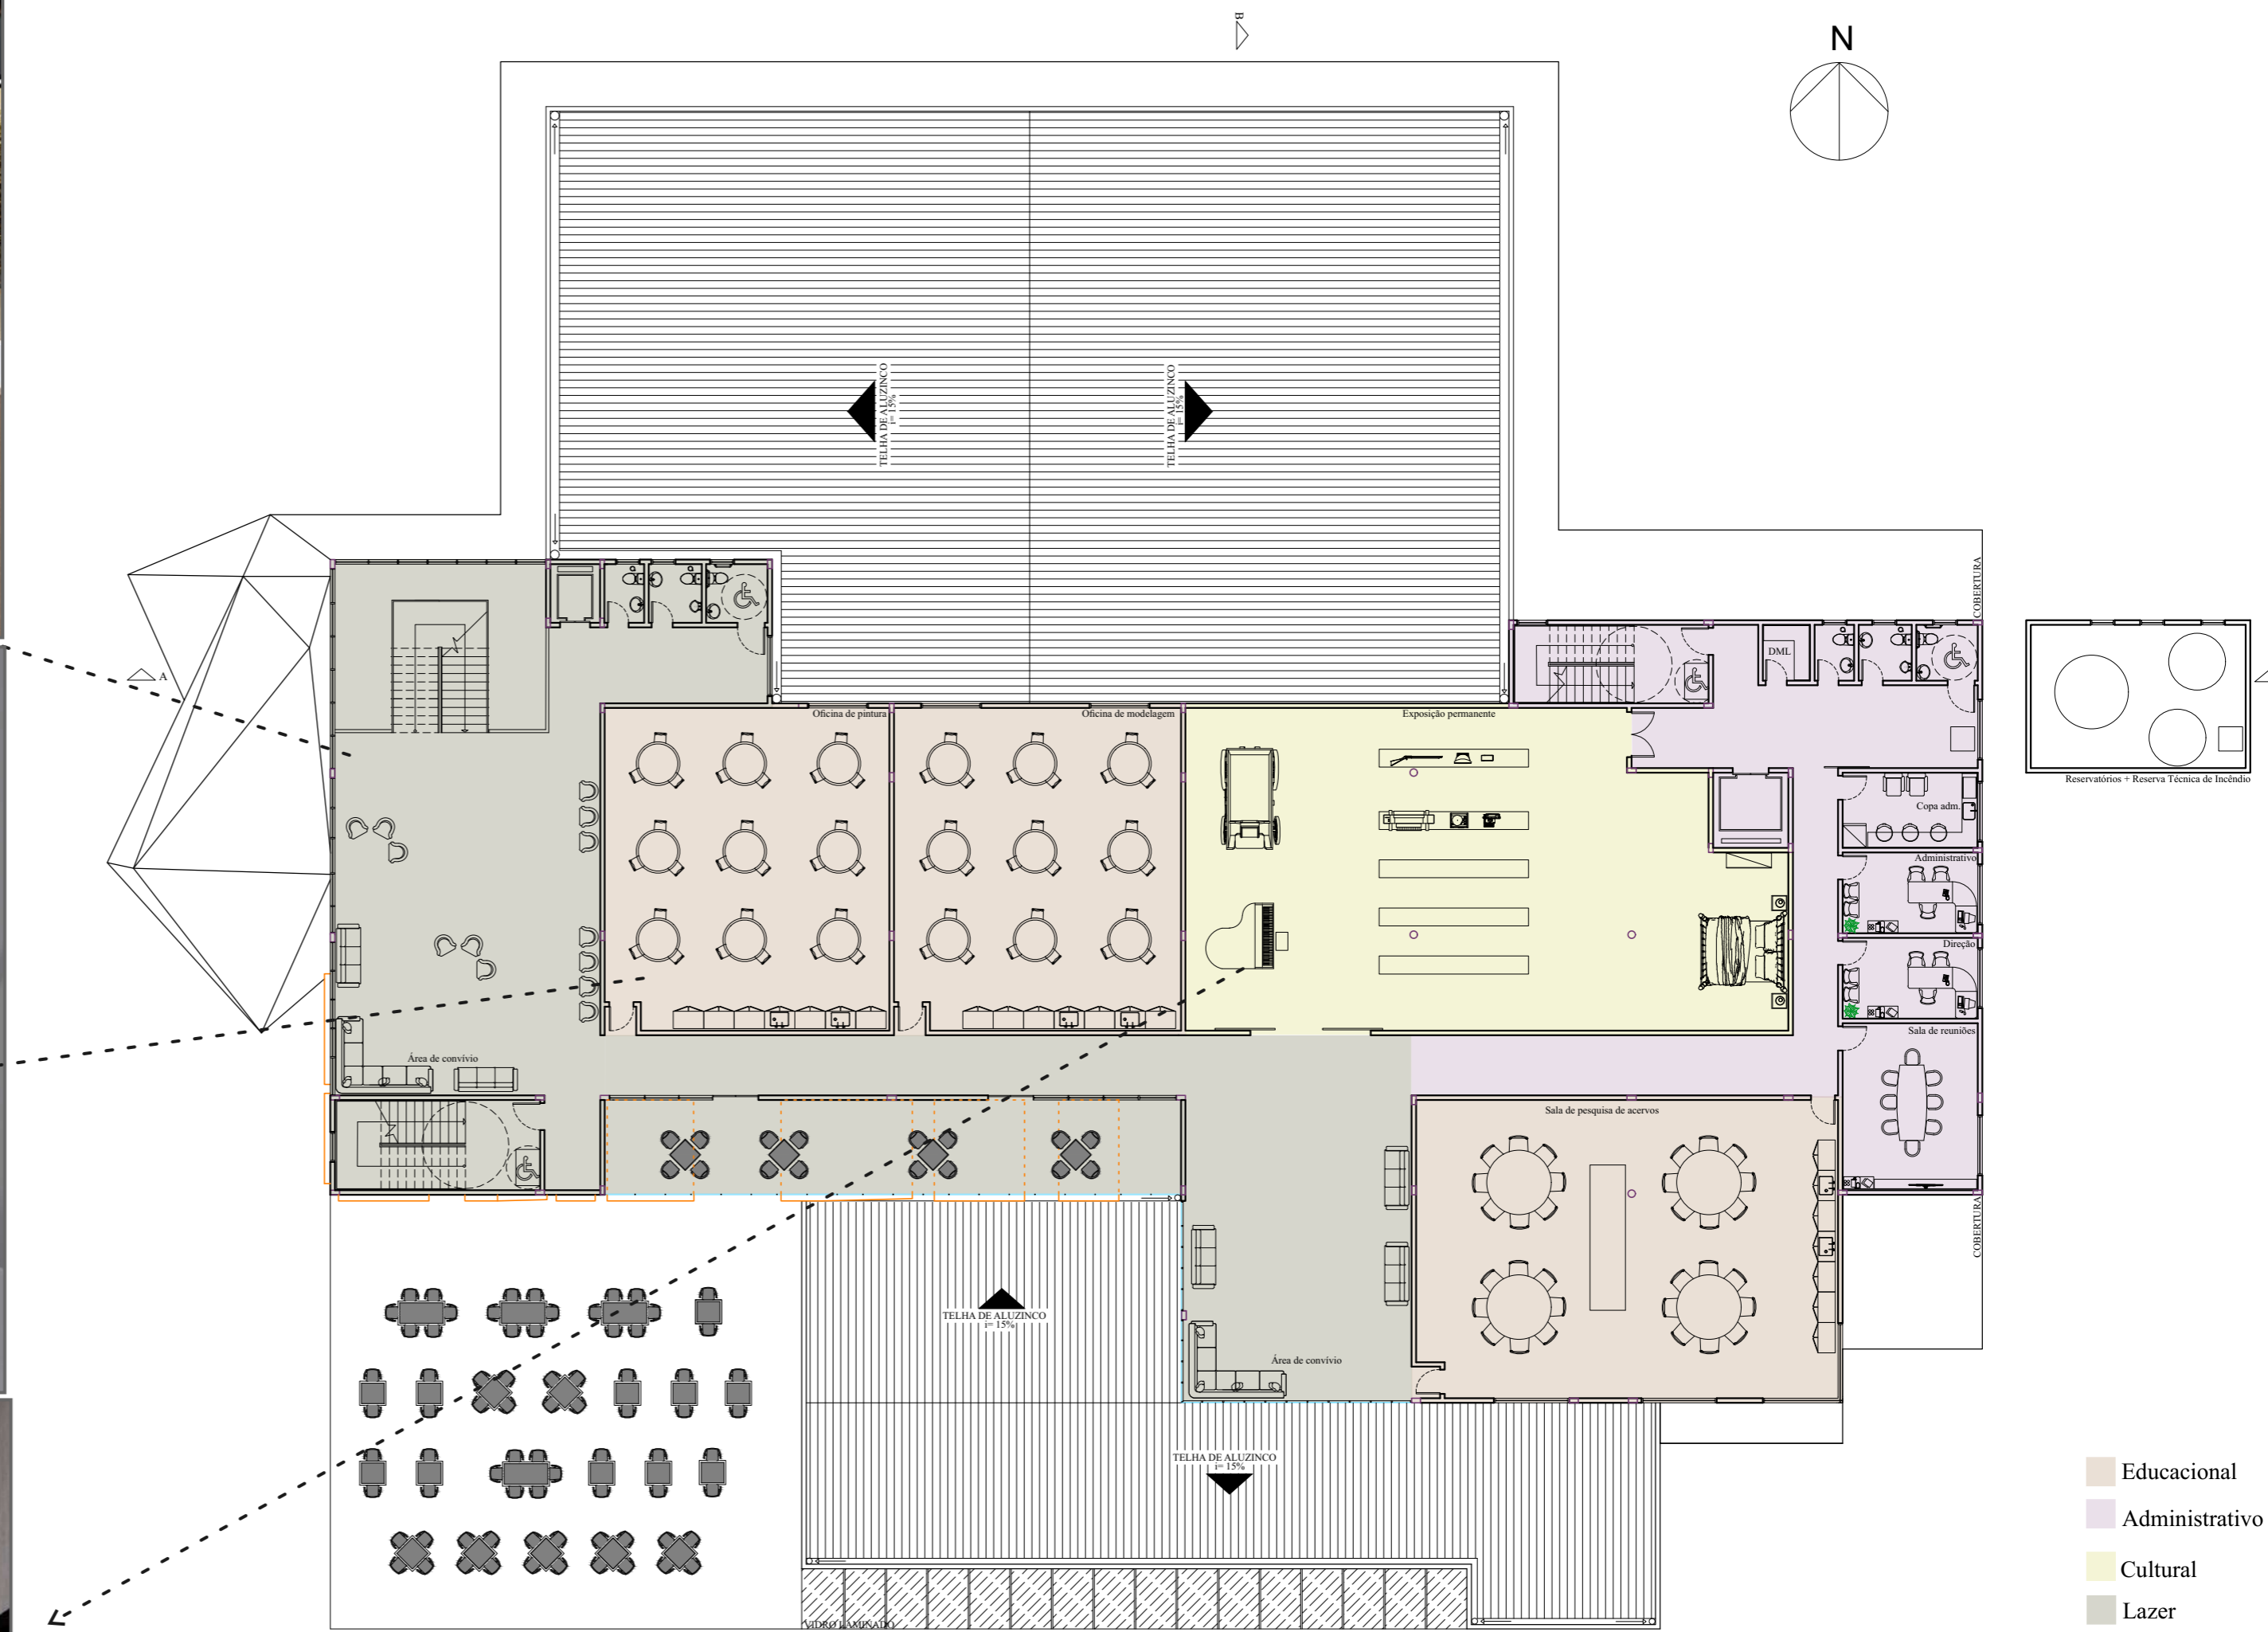 B
N
TELHA DE ALUZINCO
i= 15%
TELHA DE ALUZINCO
i= 15%
COBERTURA
A
DML
Oficina de pintura
Oficina de modelagem
Exposição permanente
Reservatórios + Reserva Técnica de Incêndio
Copa adm.
Administrativo
Direção
Sala de reuniões
Área de convívio
Sala de pesquisa de acervos
COBERTURA
TELHA DE ALUZINCO
i= 15%
Área de convívio
TELHA DE ALUZINCO
i= 15%
VIDRO LAMINADO
Educacional
Administrativo
Cultural
Lazer